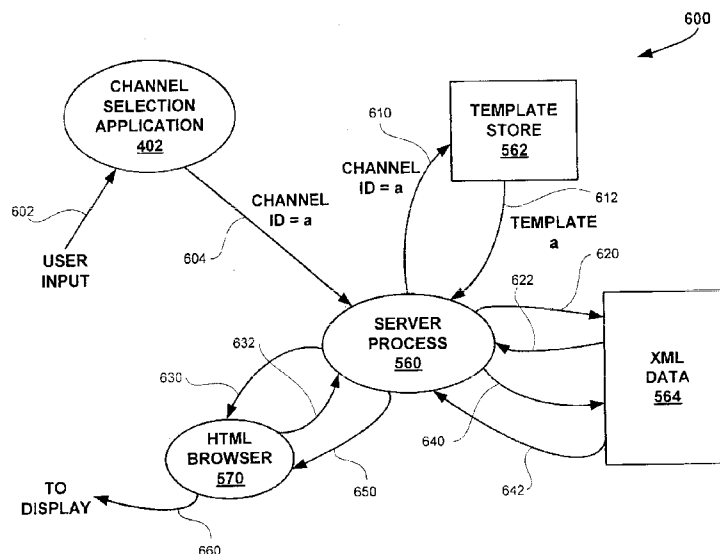 600
CHANNEL
SELECTION
APPLICATION
402
610
TEMPLATE
STORE
562
CHANNEL
ID = a
612
602
CHANNEL
ID = a
TEMPLATE
a
604
620
USER
INPUT
622
SERVER
PROCESS
560
632
630
XML
DATA
564
640
HTML
BROWSER
570
650
642
TO
DISPLAY
660